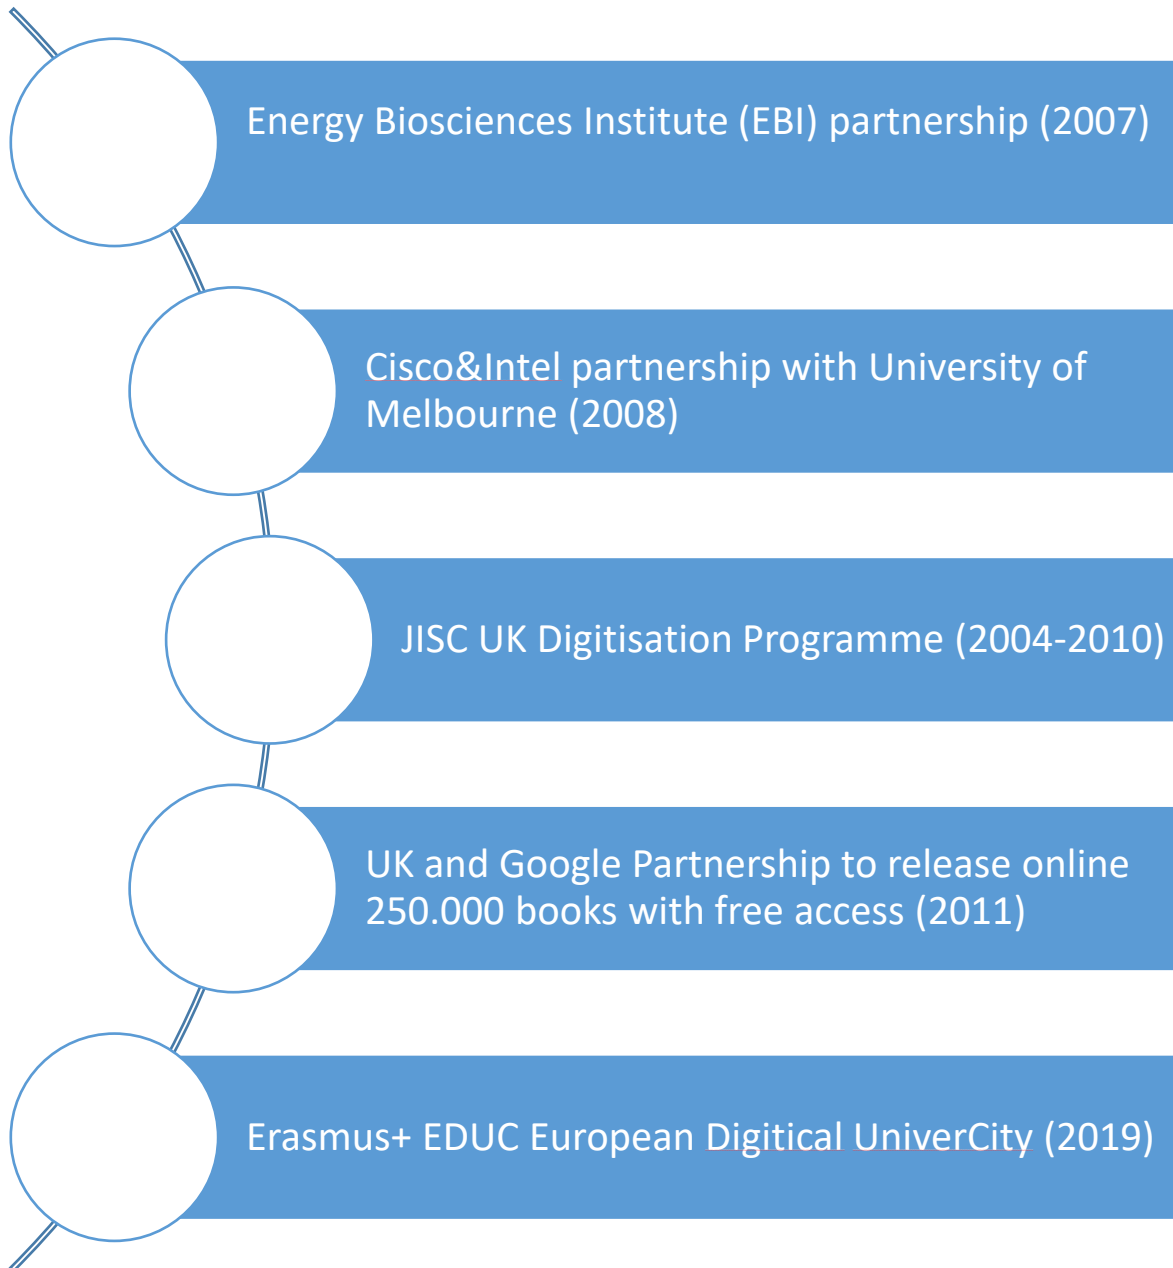 Energy Biosciences Institute (EBI) partnership (2007)
Cisco&Intel partnership with University of
Melbourne (2008)
JISC UK Digitisation Programme (2004-2010)
UK and Google Partnership to release online
250.000 books with free access (2011)
Erasmus+ EDUC European Digitical UniverCity (2019)